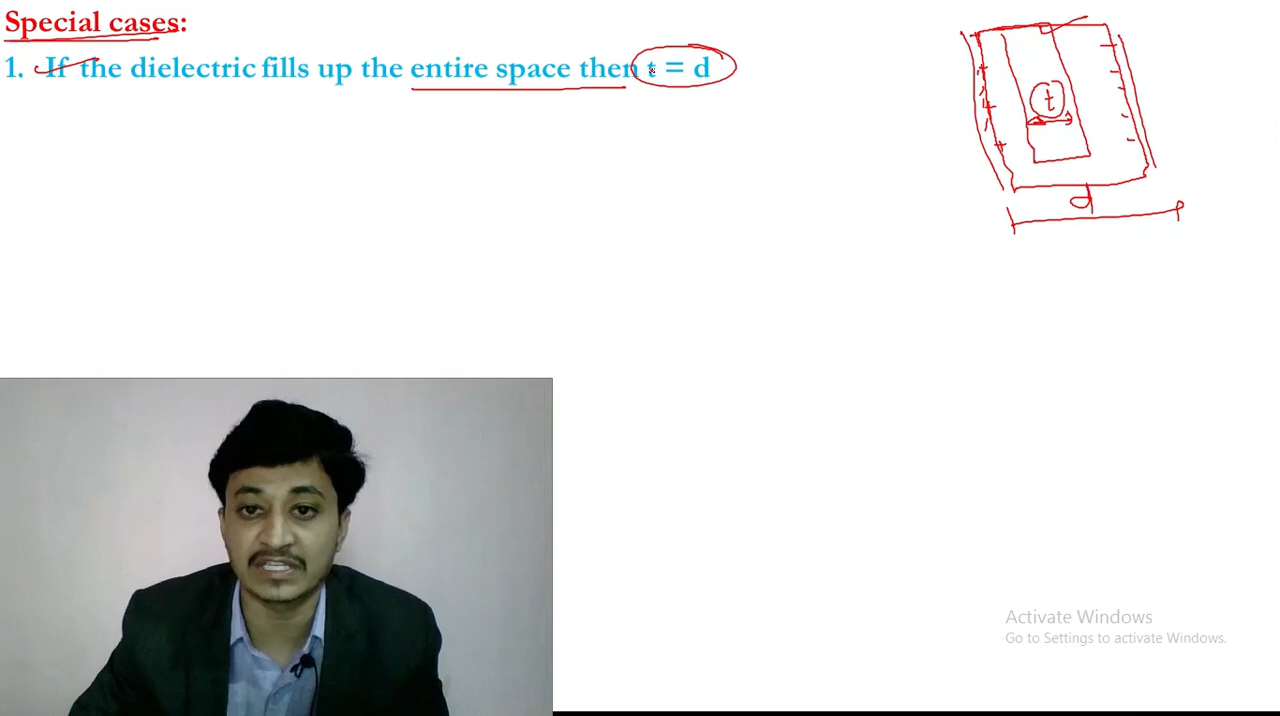 Special cases:
1. If the dielectric fills up the entire space then t = d
t
d
Activate Windows
Go to Settings to activate Windows.